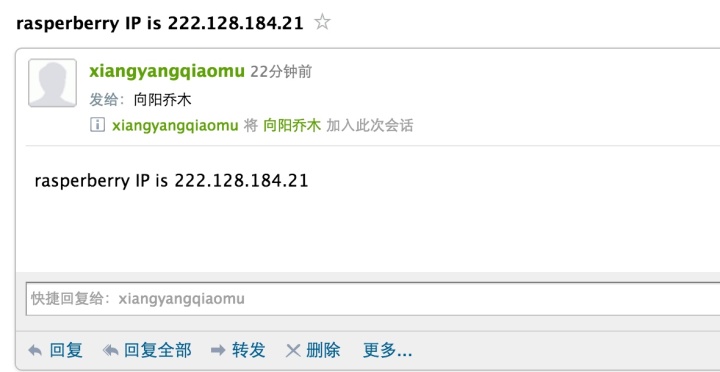 rasperberry IP is 222.128.184.21
xiangyangqiaomu 22分钟前
发给：向阳乔木
xiangyangqiaomu 将 向阳乔木 加入此次会话
rasperberry IP is 222.128.184.21
快捷回复给：xiangyangqiaomu
回复 回复全部 转发 删除 更多...